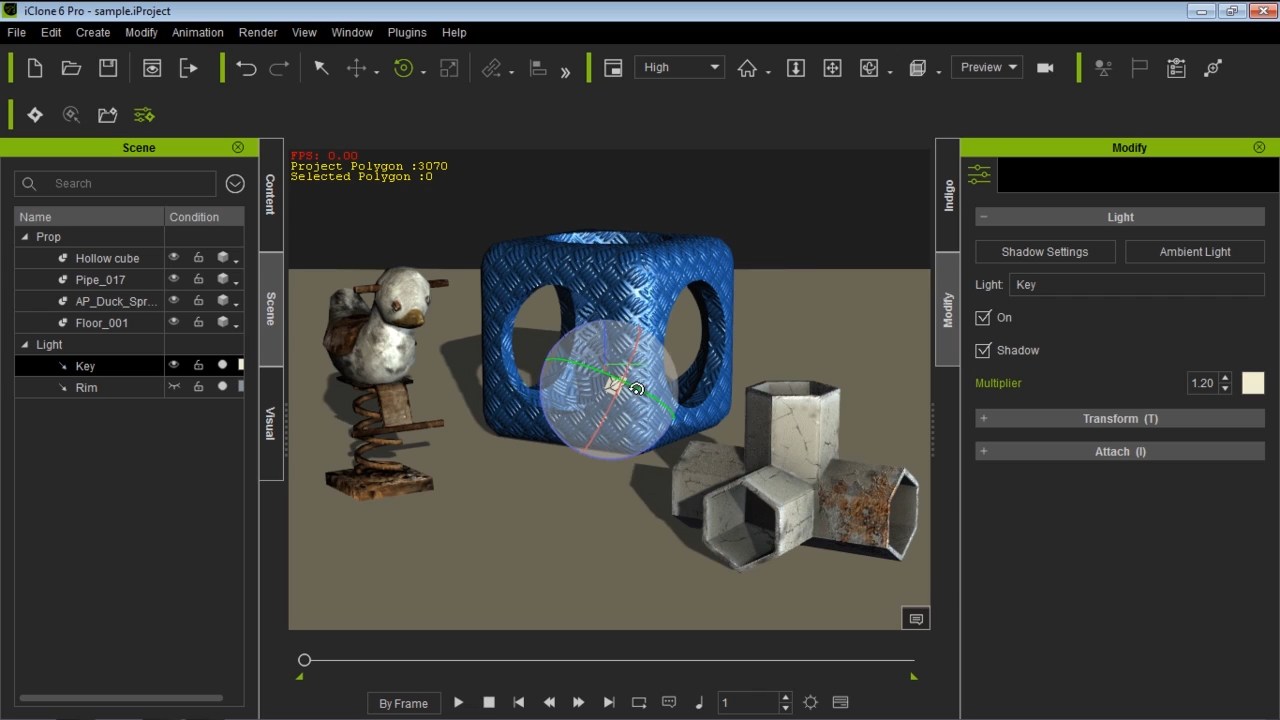 iClone 6 Pro - sample.iProject
File Edit Create Modify Animation Render View Window Plugins Help
High Preview
Scene
Search
Name Condition
Prop
Hollow cube
Pipe_017
AP_Duck_Spr...
Floor_001
Light
Key
Rim
Content
Scene
Visual
FPS: 0.00
Project Polygon :3070
Selected Polygon :0
Indigo
Modify
Modify
Light
Shadow Settings Ambient Light
Light: Key
On
Shadow
Multiplier 1.20
Transform (T)
Attach (I)
By Frame 1